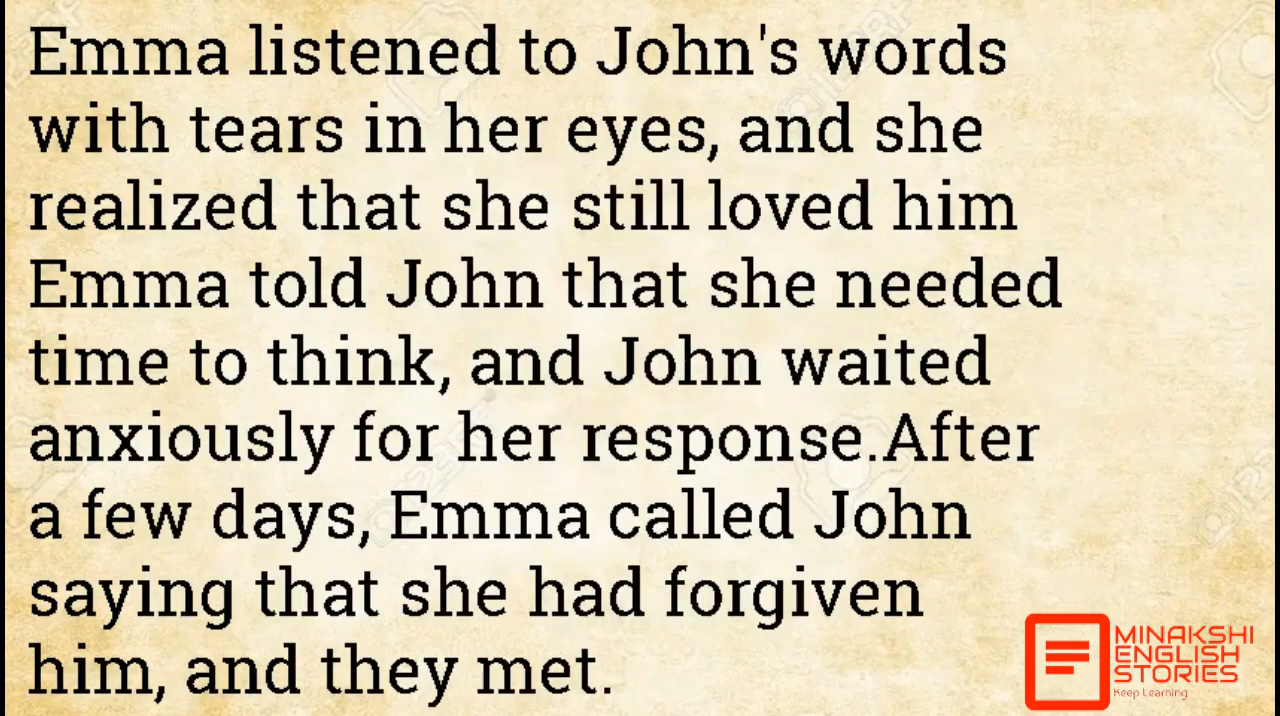 Emma listened to John's words
with tears in her eyes, and she
realized that she still loved him
Emma told John that she needed
time to think, and John waited
anxiously for her response.After
a few days, Emma called John
saying that she had forgiven
him, and they met.
MINAKSHI
ENGLISH
STORIES
Keep Learning